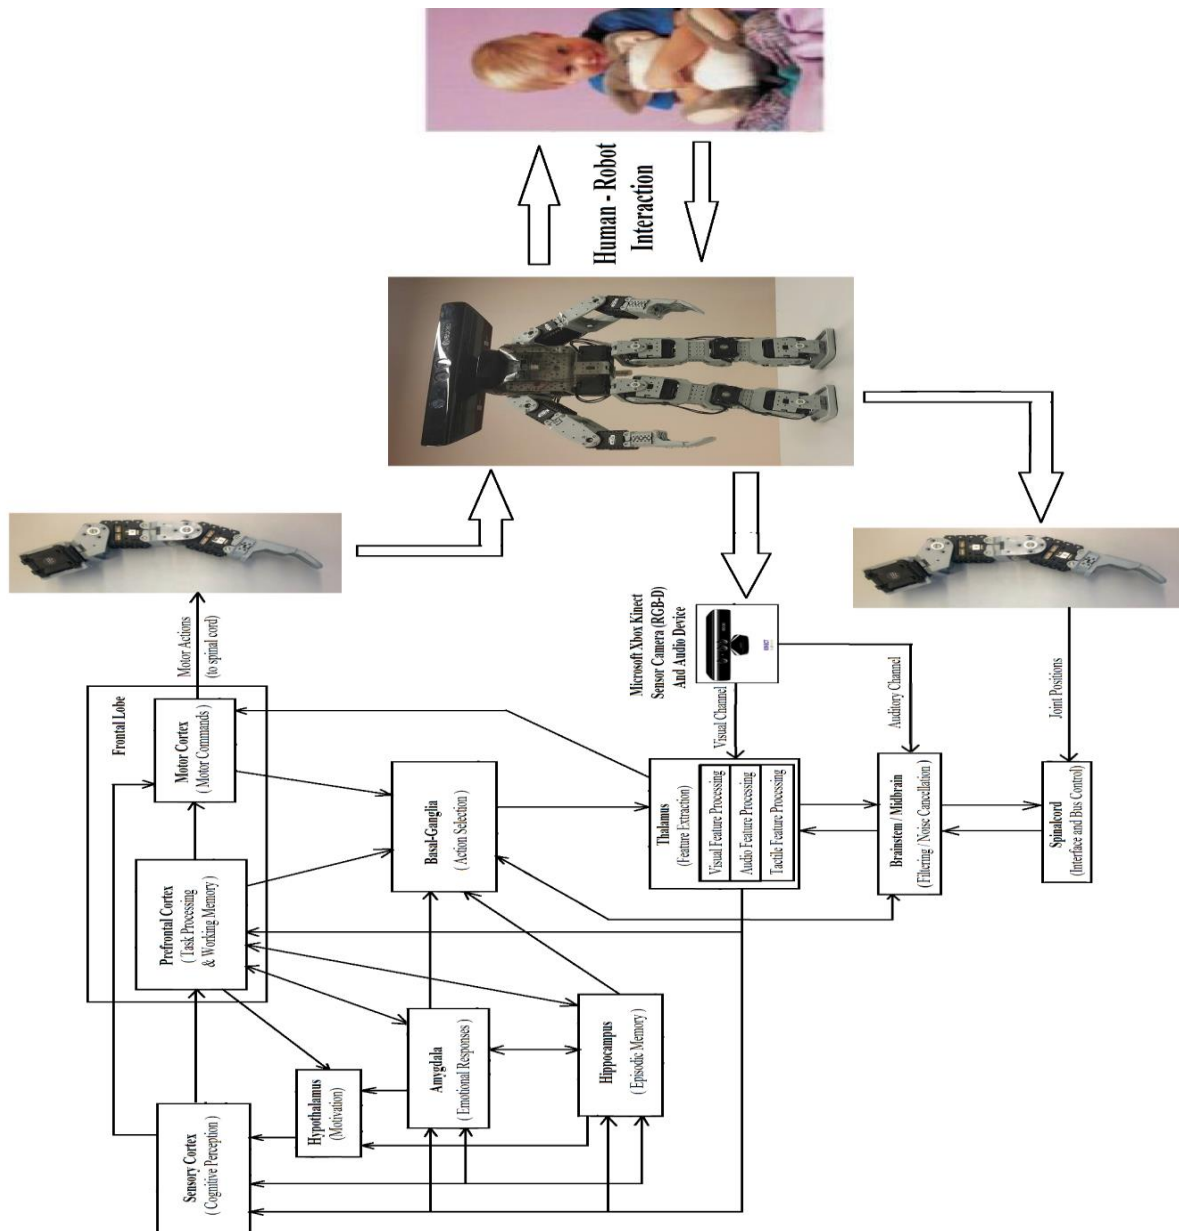 Human - Robot
Interaction
Motor Actions
(to spinal cord)
Frontal Lobe
Motor Cortex
( Motor Commands )
Prefrontal Cortex
( Task Processing
& Working Memory )
Sensory Cortex
( Cognitive Perception )
Hypothalamus
(Motivation)
Amygdala
( Emotional Responses )
Hippocampus
( Episodic Memory )
Basal-Ganglia
( Action Selection )
Microsoft Xbox Kinect
Sensor Camera (RGB-D)
And Audio Device
Visual Channel
Auditory Channel
Joint Positions
Thalamus
(Feature Extraction)
Visual Feature Processing
Audio Feature Processing
Tactile Feature Processing
Brainstem / Midbrain
( Filtering / Noise Cancellation )
Spinalcord
(Interface and Bus Control)